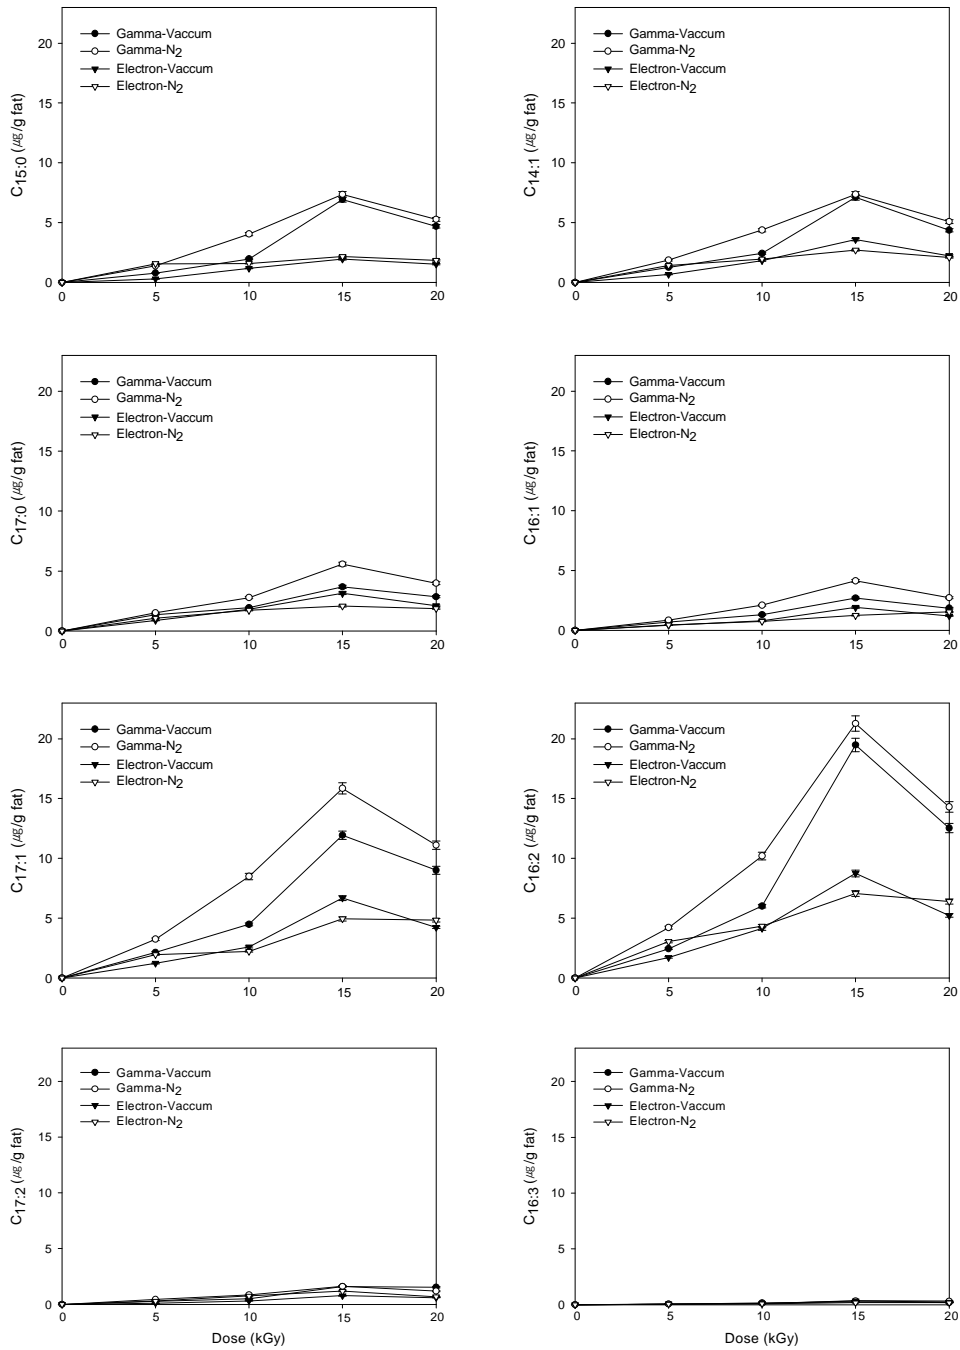 C15:0 (㎍/g fat)
20
15
10
5
0
Gamma-Vaccum
Gamma-N2
Electron-Vaccum
Electron-N2
0 5 10 15 20
C14:1 (㎍/g fat)
20
15
10
5
0
Gamma-Vaccum
Gamma-N2
Electron-Vaccum
Electron-N2
0 5 10 15 20
C17:0 (㎍/g fat)
20
15
10
5
0
Gamma-Vaccum
Gamma-N2
Electron-Vaccum
Electron-N2
0 5 10 15 20
C16:1 (㎍/g fat)
20
15
10
5
0
Gamma-Vaccum
Gamma-N2
Electron-Vaccum
Electron-N2
0 5 10 15 20
C17:1 (㎍/g fat)
20
15
10
5
0
Gamma-Vaccum
Gamma-N2
Electron-Vaccum
Electron-N2
0 5 10 15 20
C16:2 (㎍/g fat)
20
15
10
5
0
Gamma-Vaccum
Gamma-N2
Electron-Vaccum
Electron-N2
0 5 10 15 20
C17:2 (㎍/g fat)
20
15
10
5
0
Gamma-Vaccum
Gamma-N2
Electron-Vaccum
Electron-N2
0 5 10 15 20
Dose (kGy)
C16:3 (㎍/g fat)
20
15
10
5
0
Gamma-Vaccum
Gamma-N2
Electron-Vaccum
Electron-N2
0 5 10 15 20
Dose (kGy)